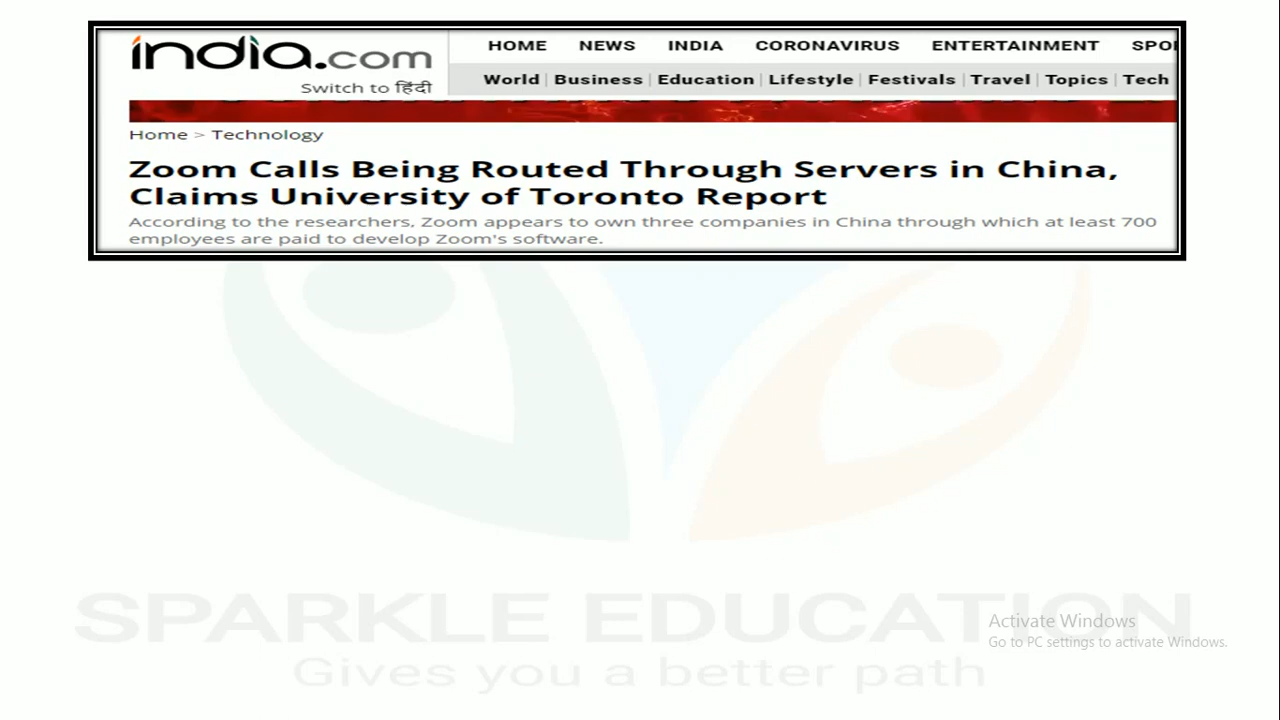 india.com
HOME NEWS INDIA CORONAVIRUS ENTERTAINMENT
Switch to हिंदी
World | Business | Education | Lifestyle | Festivals | Travel | Topics | Tech
Home > Technology
Zoom Calls Being Routed Through Servers in China,
Claims University of Toronto Report
According to the researchers, Zoom appears to own three companies in China through which at least 700
employees are paid to develop Zoom's software.
SPARKLE EDUCATION
Gives you a better path
Activate Windows
Go to PC settings to activate Windows.